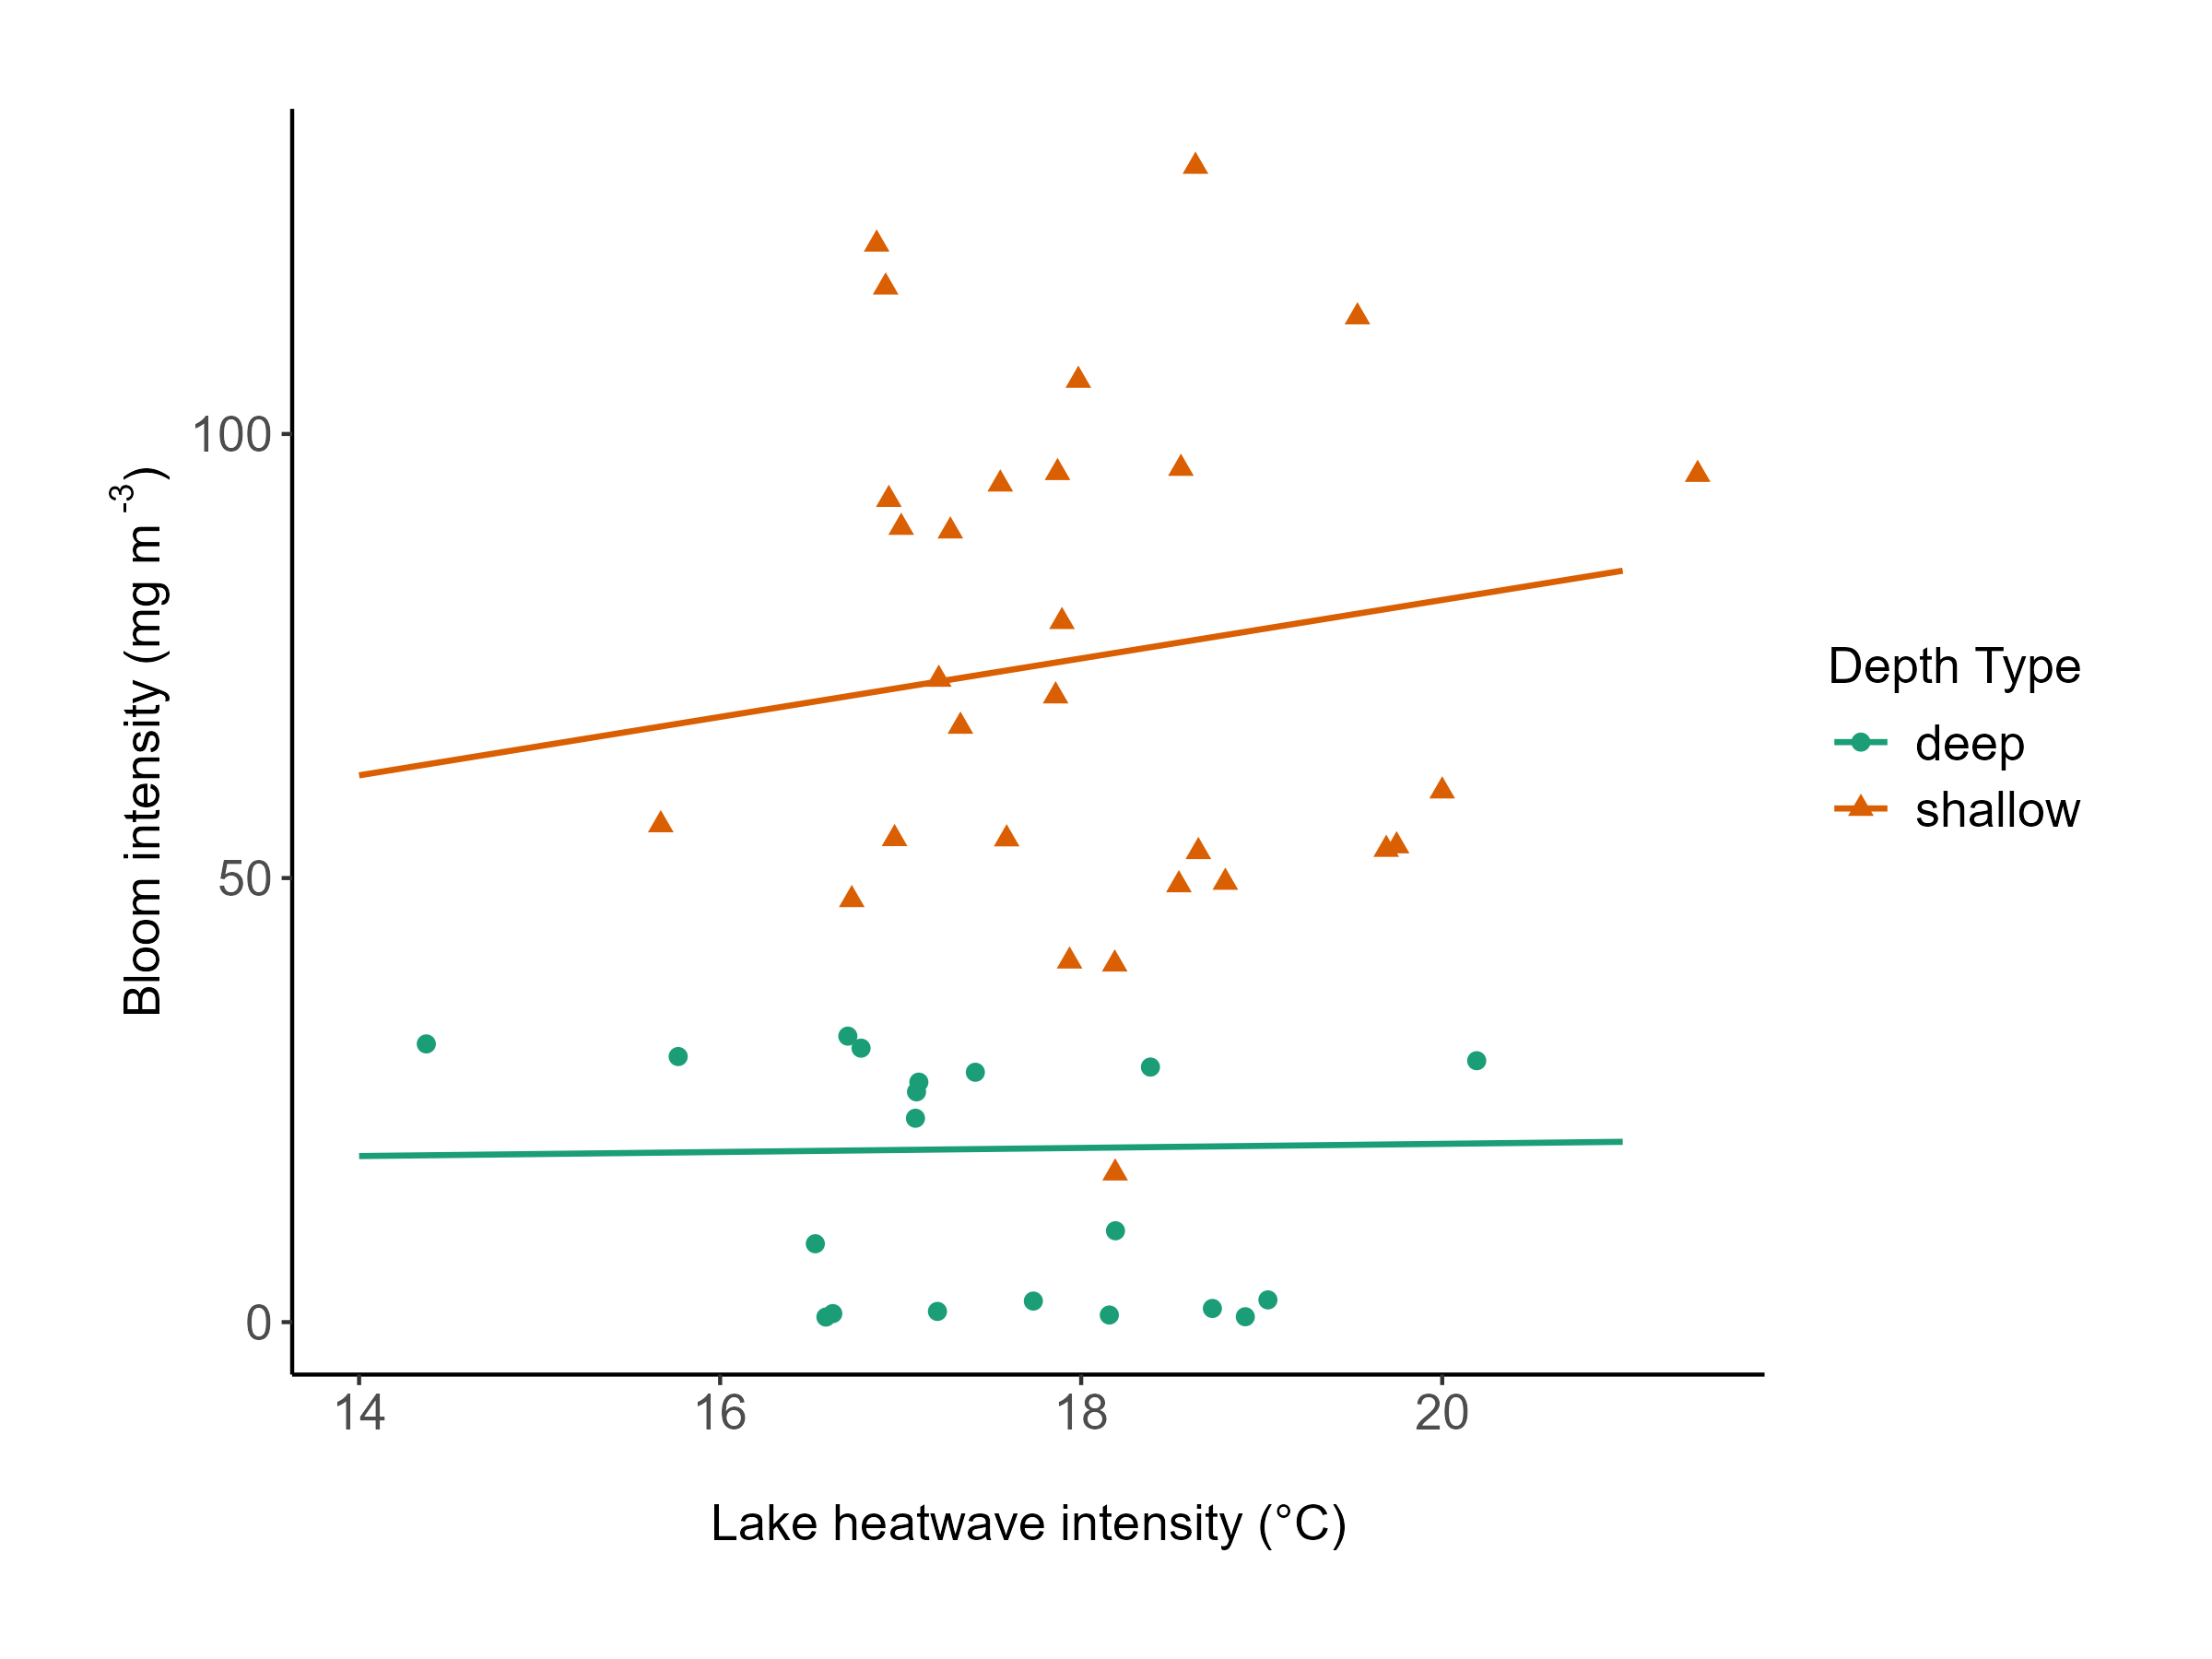 Bloom intensity (mg m ⁻³)
100
50
0
14 16 18 20
Lake heatwave intensity (°C)
Depth Type
deep
shallow